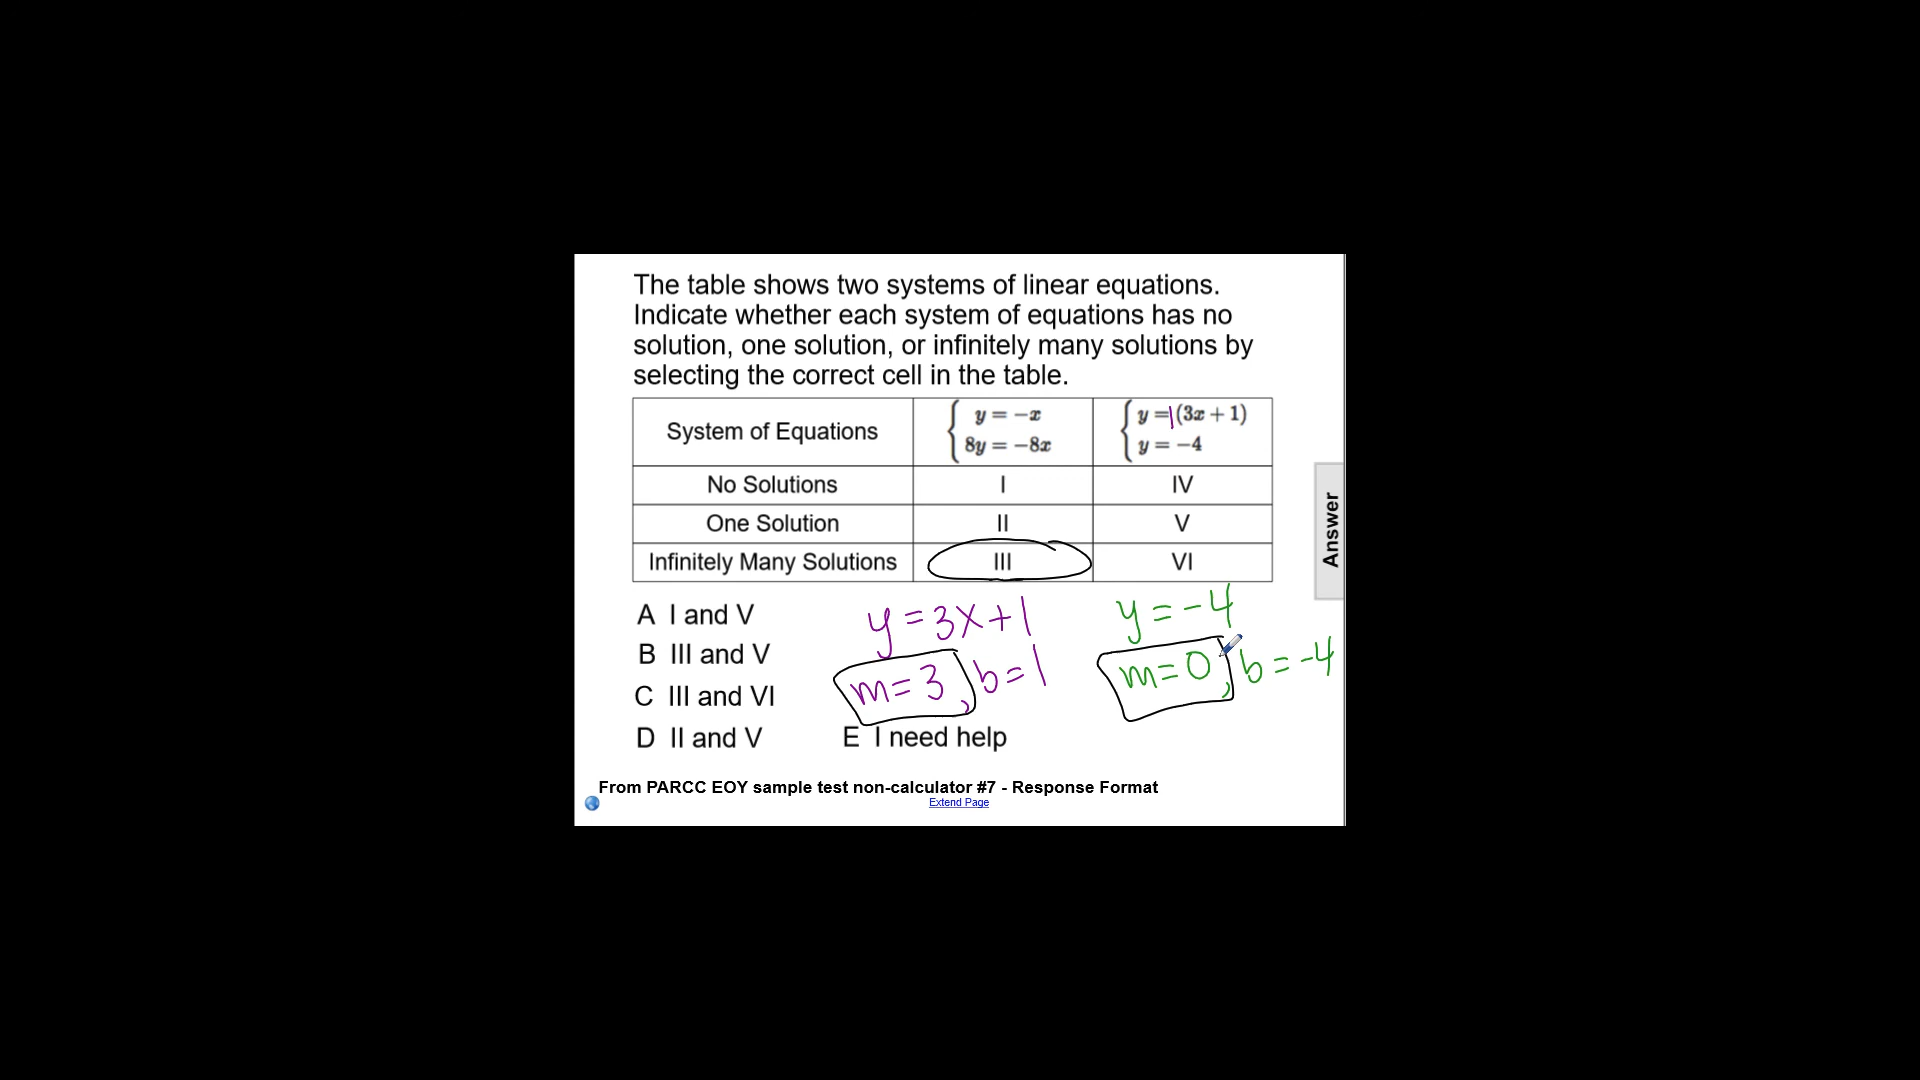 The table shows two systems of linear equations.
Indicate whether each system of equations has no
solution, one solution, or infinitely many solutions by
selecting the correct cell in the table.
System of Equations
y = −x
8y = −8x
y =1(3x + 1)
y = −4
No Solutions I IV
One Solution II V
Infinitely Many Solutions III VI
A I and V
B III and V
C III and VI
D II and V
E I need help
y = 3x + 1
m = 3, b = 1
y = -4
m = 0, b = -4
Answer
From PARCC EOY sample test non-calculator #7 - Response Format
Extend Page